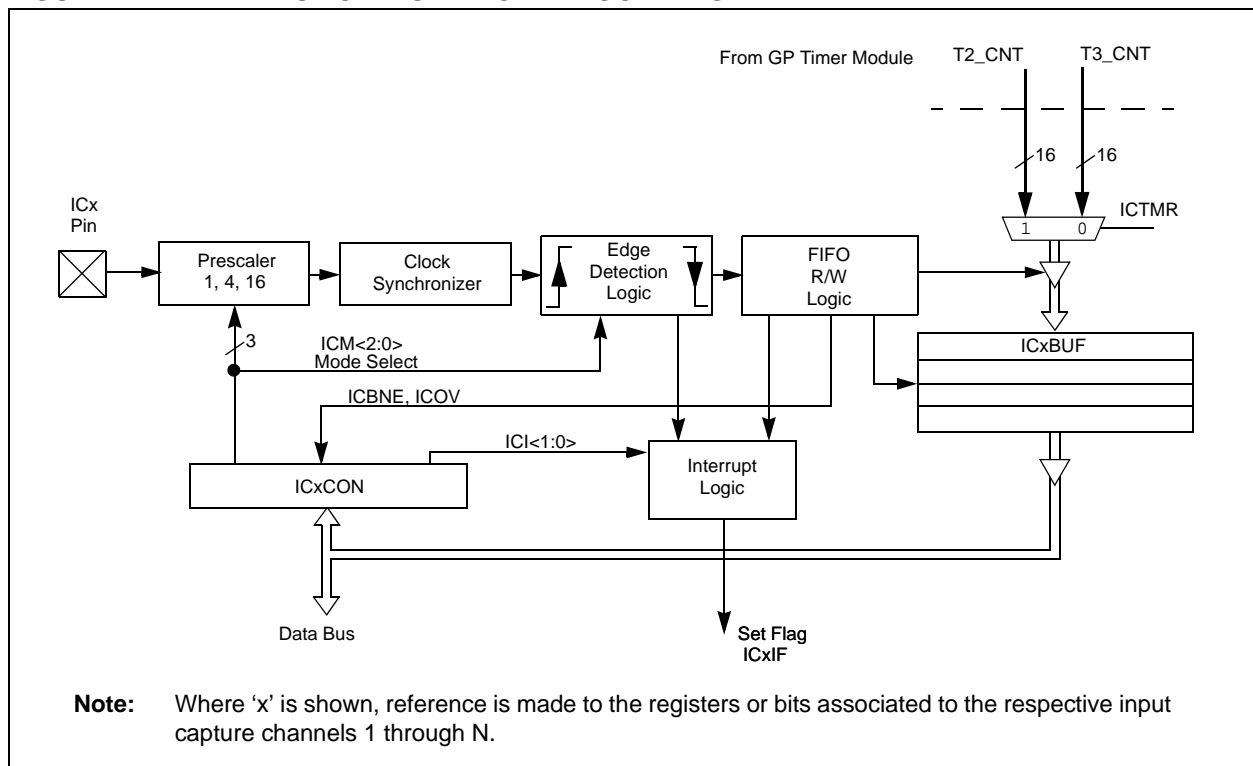 From GP Timer Module
T2_CNT
T3_CNT
16
16
ICx
Pin
1 0
ICTMR
Prescaler
1, 4, 16
Clock
Synchronizer
Edge
Detection
Logic
FIFO
R/W
Logic
3
ICM<2:0>
Mode Select
ICxBUF
ICBNE, ICOV
ICI<1:0>
ICxCON
Interrupt
Logic
Data Bus
Set Flag
ICxIF
Note: Where ‘x’ is shown, reference is made to the registers or bits associated to the respective input
capture channels 1 through N.